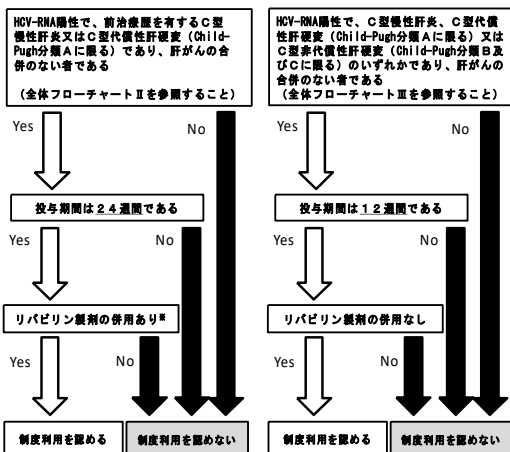 HCV-RNA陽性で、前治療歴を有するC型
慢性肝炎又はC型代償性肝硬変（Child-
Pugh分類Aに限る）であり、肝がんの合
併のない者である
（全体フローチャートⅡを参照すること）
Yes
No
投与期間は２４週間である
Yes
No
リバビリン製剤の併用あり※
Yes
No
制度利用を認める
制度利用を認めない
HCV-RNA陽性で、C型慢性肝炎、C型代償
性肝硬変（Child-Pugh分類Aに限る）又は
C型非代償性肝硬変（Child-Pugh分類B及
びCに限る）のいずれかであり、肝がんの
合併のない者である
（全体フローチャートⅢを参照すること）
Yes
No
投与期間は１２週間である
Yes
No
リバビリン製剤の併用なし
Yes
No
制度利用を認める
制度利用を認めない